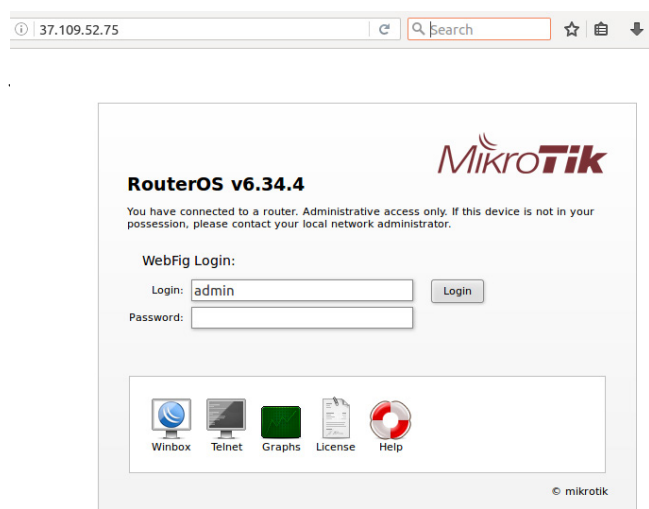 37.109.52.75
Search
MikroTik
RouterOS v6.34.4
You have connected to a router. Administrative access only. If this device is not in your
possession, please contact your local network administrator.
WebFig Login:
Login: admin Login
Password:
Winbox Telnet Graphs License Help
© mikrotik